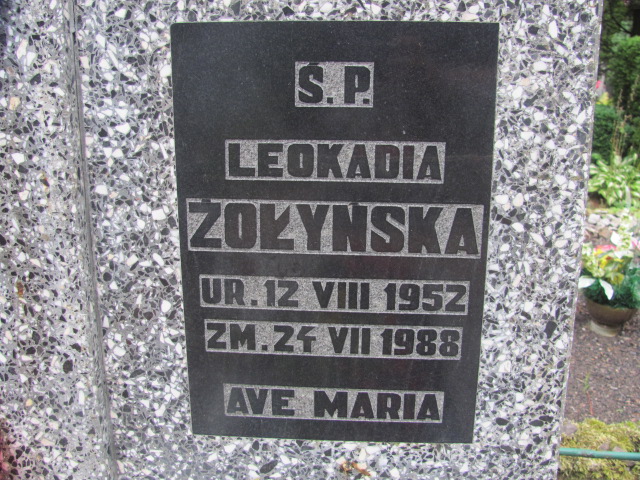 Ś.P.
LEOKADIA
ŻOŁYŃSKA
UR. 12 VIII 1952
ZM. 24 VII 1988
AVE MARIA